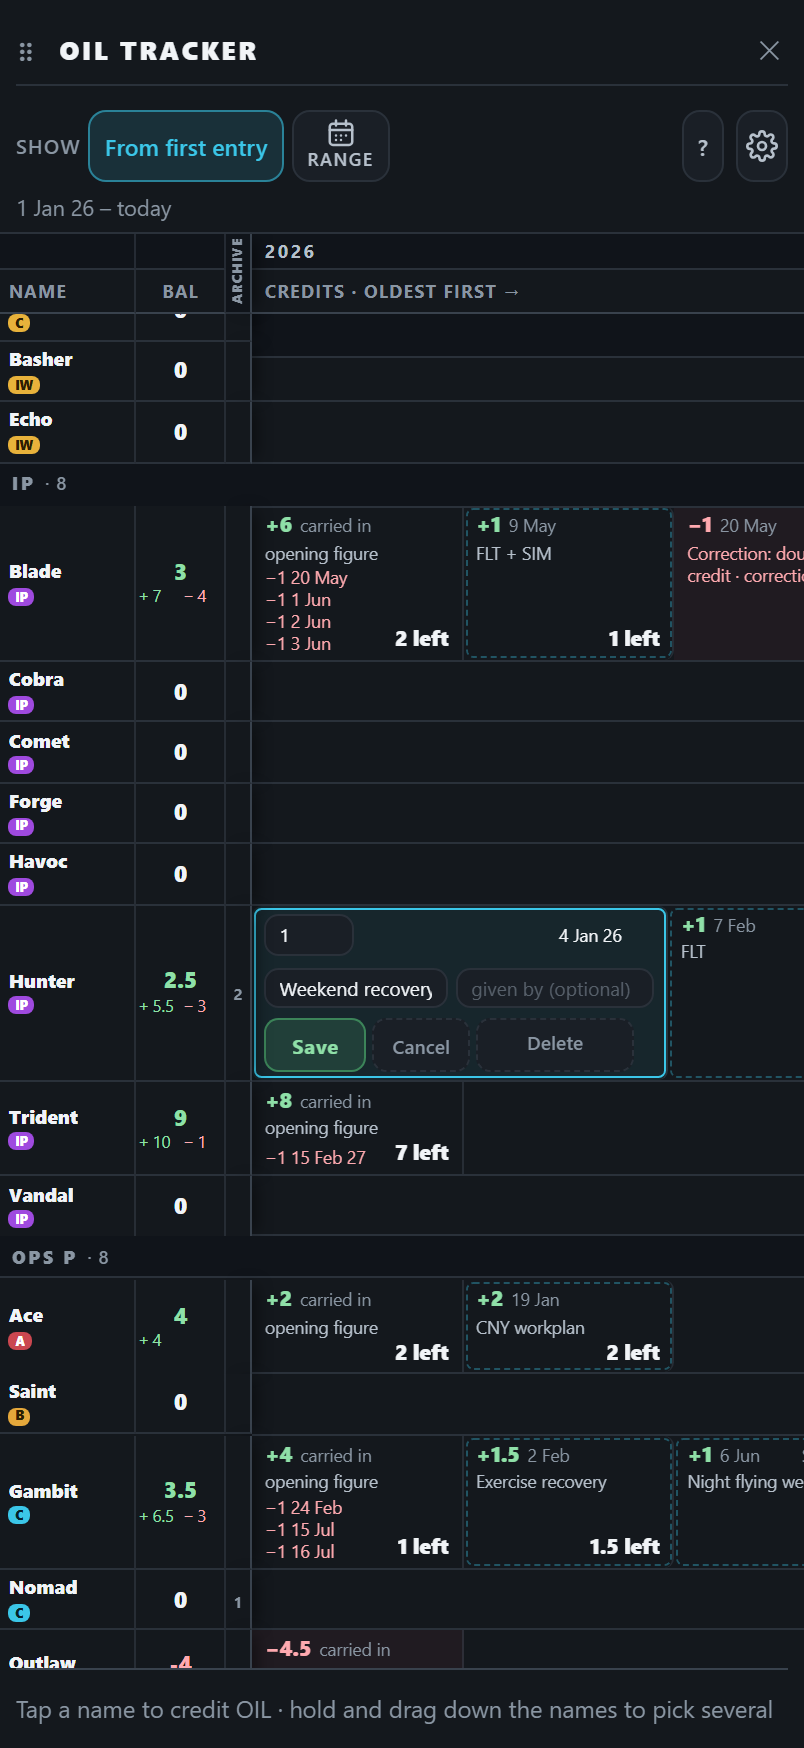 OIL TRACKER
SHOW From first entry RANGE ?
1 Jan 26 – today
NAME BAL ARCHIVE 2026
CREDITS · OLDEST FIRST →
C
Basher
IW
0
Echo
IW
0
IP · 8
Blade
IP
3
+ 7 − 4
+6 carried in
opening figure
−1 20 May
−1 1 Jun
−1 2 Jun
−1 3 Jun
2 left
+1 9 May
FLT + SIM
1 left
−1 20 May
Correction: dou
credit · correctio
Cobra
IP
0
Comet
IP
0
Forge
IP
0
Havoc
IP
0
Hunter
IP
2.5
+ 5.5 − 3
2
1
4 Jan 26
Weekend recovery
given by (optional)
Save
Cancel
Delete
+1 7 Feb
FLT
Trident
IP
9
+ 10 − 1
+8 carried in
opening figure
−1 15 Feb 27
7 left
Vandal
IP
0
OPS P · 8
Ace
A
4
+ 4
+2 carried in
opening figure
2 left
+2 19 Jan
CNY workplan
2 left
Saint
B
0
Gambit
C
3.5
+ 6.5 − 3
+4 carried in
opening figure
−1 24 Feb
−1 15 Jul
−1 16 Jul
1 left
+1.5 2 Feb
Exercise recovery
1.5 left
+1 6 Jun
Night flying we
Nomad
C
0
1
Outlaw
-4
−4.5 carried in
Tap a name to credit OIL · hold and drag down the names to pick several